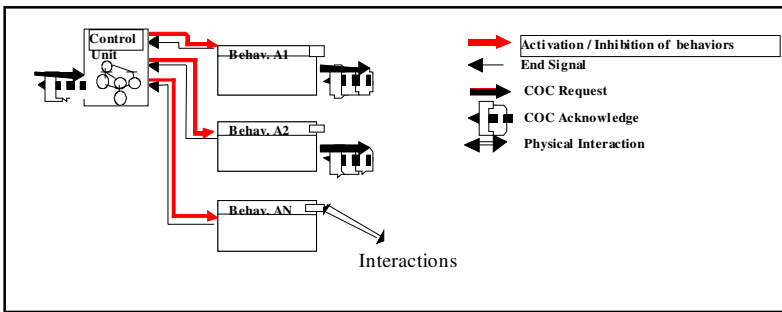 Control
Unit
Behav. A1
Behav. A2
Behav. AN
Interactions
Activation / Inhibition of behaviors
End Signal
COC Request
COC Acknowledge
Physical Interaction